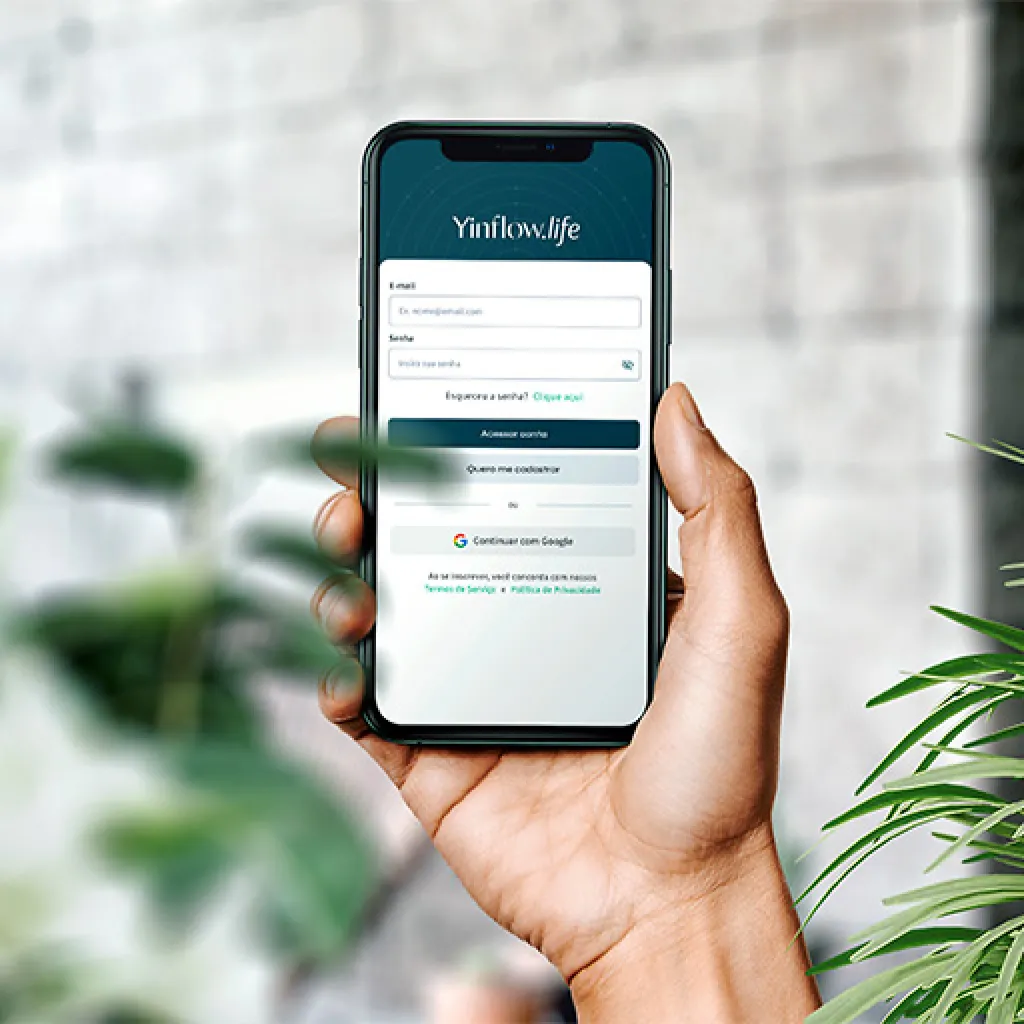 Yinflow.life
E-mail
Ex. nome@email.com
Senha
Insira sua senha
Esqueceu a senha? Clique aqui
Acessar conta
Quero me cadastrar
ou
Continuar com Google
Ao se inscrever, você concorda com nossos
Termos de Serviço e Política de Privacidade